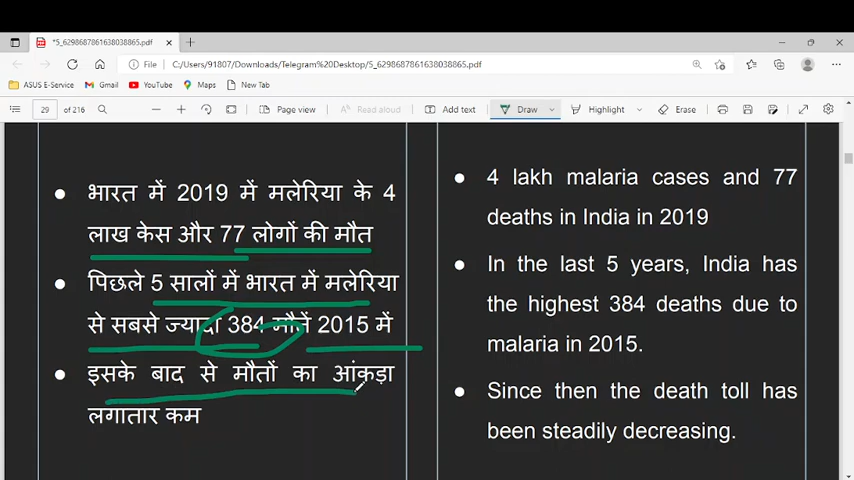 *5_6298687861638038865.pdf
File C:/Users/91807/Downloads/Telegram%20Desktop/5_6298687861638038865.pdf
ASUS E-Service Gmail YouTube Maps New Tab
29 of 216 Page view Read aloud Add text Draw Highlight Erase
भारत में 2019 में मलेरिया के 4
लाख केस और 77 लोगों की मौत
पिछले 5 सालों में भारत में मलेरिया
से सबसे ज्यादा 384 मौतें 2015 में
इसके बाद से मौतों का आंकड़ा
लगातार कम
4 lakh malaria cases and 77
deaths in India in 2019
In the last 5 years, India has
the highest 384 deaths due to
malaria in 2015.
Since then the death toll has
been steadily decreasing.